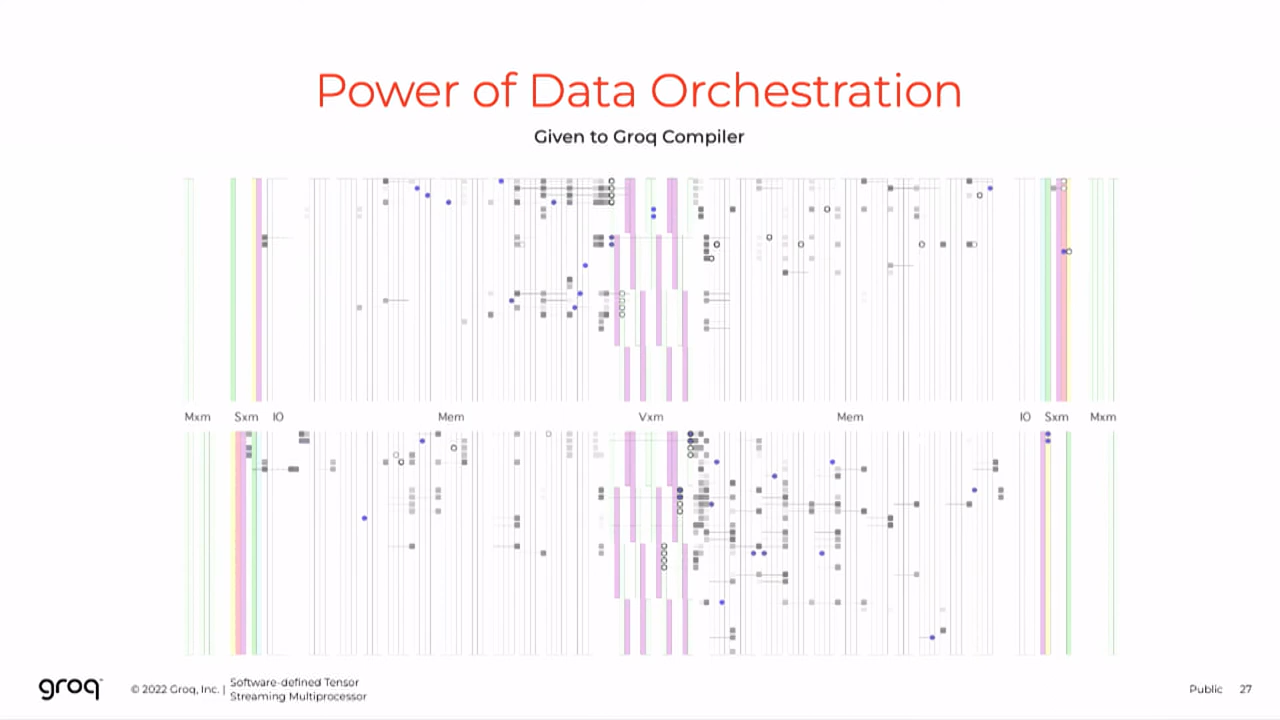 Power of Data Orchestration
Given to Groq Compiler
Mxm Sxm IO Mem Vxm Mem IO Sxm Mxm
groq © 2022 Groq, Inc. | Software-defined Tensor
Streaming Multiprocessor
Public 27